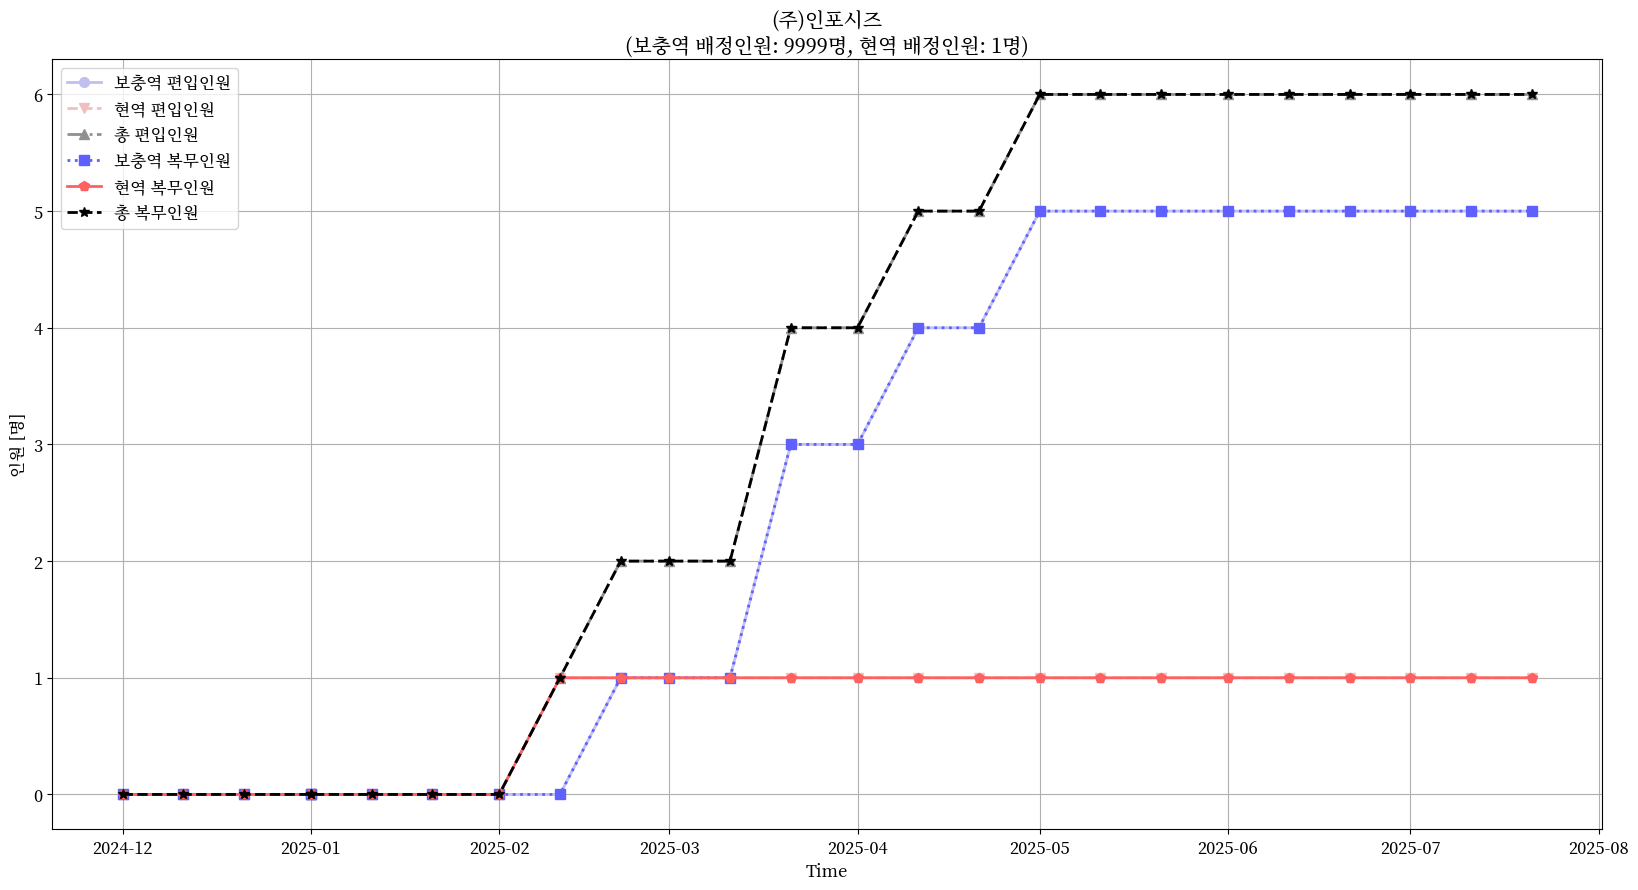 (주)인포시즈
(보충역 배정인원: 9999명, 현역 배정인원: 1명)
보충역 편입인원
현역 편입인원
총 편입인원
보충역 복무인원
현역 복무인원
총 복무인원
인원 [명]
6
5
4
3
2
1
0
2024-12 2025-01 2025-02 2025-03 2025-04 2025-05 2025-06 2025-07 2025-08
Time